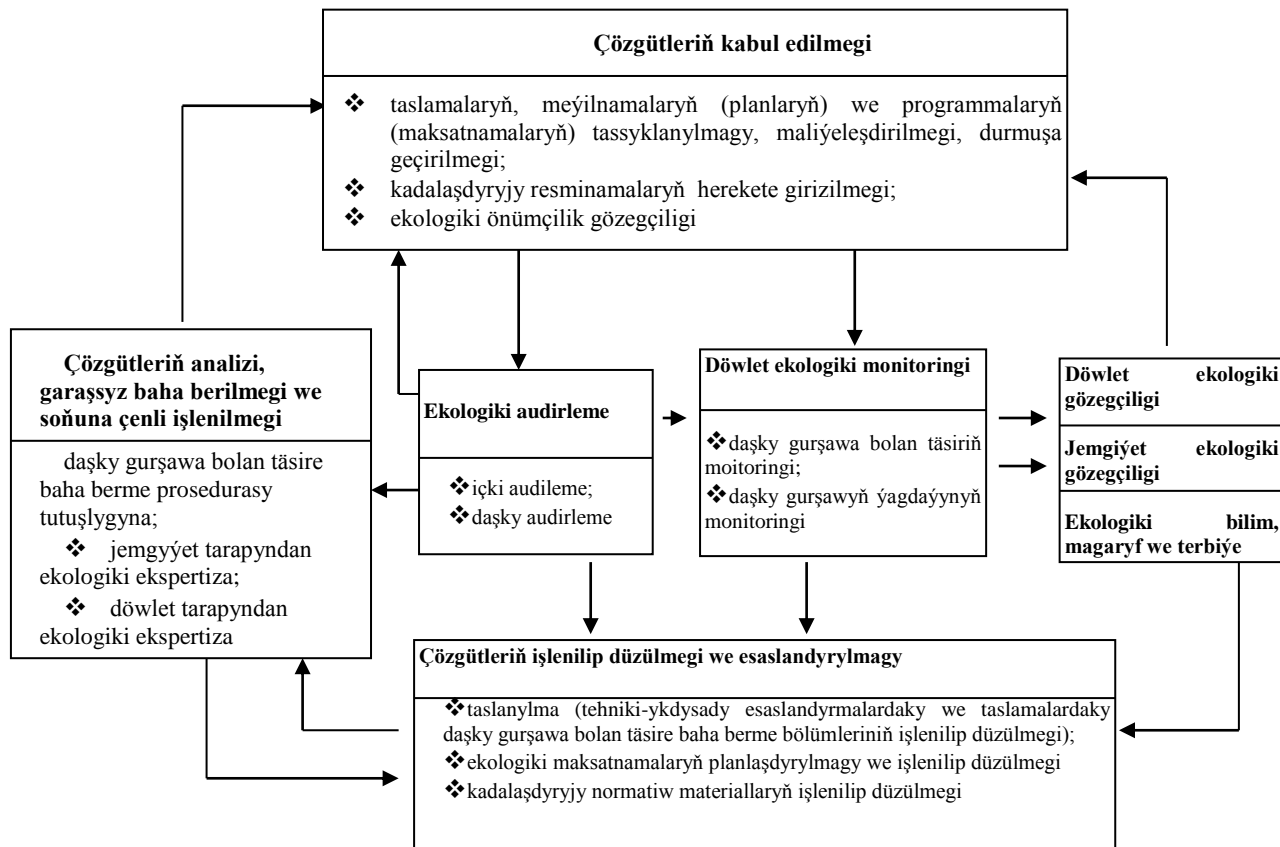 Çözgütleriň kabul edilmegi
❖ taslamalaryň, meýilnamalaryň (planlaryň) we programmalaryň
(maksatnamalaryň) tassyklanylmagy, maliýeleşdirilmegi, durmuşa
geçirilmegi;
❖ kadalaşdyryjy resminamalaryň herekete girizilmegi;
❖ ekologiki önümçilik gözegçiligi
Çözgütleriň analizi,
garaşsyz baha berilmegi we
soňuna çenli işlenilmegi
daşky gurşawa bolan täsire
baha berme prosedurasy
tutuşlygyna;
❖ jemgyýet tarapyndan
ekologiki ekspertiza;
❖ döwlet tarapyndan
ekologiki ekspertiza
Ekologiki audirleme
❖içki audileme;
❖daşky audirleme
Döwlet ekologiki monitoringi
❖daşky gurşawa bolan täsiriň
moitoringi;
❖daşky gurşawyň ýagdaýynyň
monitoringi
Döwlet ekologiki
gözegçiligi
Jemgiýet ekologiki
gözegçiligi
Ekologiki bilim,
magaryf we terbiýe
Çözgütleriň işlenilip düzülmegi we esaslandyrylmagy
❖taslanylma (tehniki-ykdysady esaslandyrmalardaky we taslamalardaky
daşky gurşawa bolan täsire baha berme bölümleriniň işlenilip düzülmegi);
❖ekologiki maksatnamalaryň planlaşdyrylmagy we işlenilip düzülmegi
❖kadalaşdyryjy normatiw materiallaryň işlenilip düzülmegi